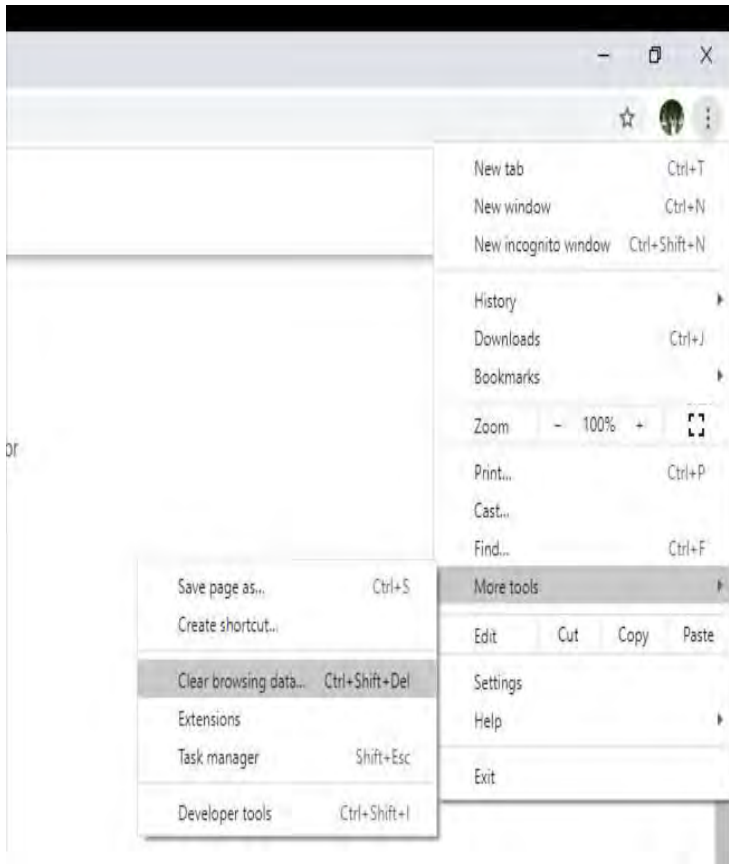 New tab Ctrl+T
New window Ctrl+N
New incognito window Ctrl+Shift+N
History
Downloads Ctrl+J
Bookmarks
Zoom - 100% +
or
Print... Ctrl+P
Cast...
Find... Ctrl+F
More tools
Edit Cut Copy Paste
Settings
Help
Exit
Save page as... Ctrl+S
Create shortcut...
Clear browsing data... Ctrl+Shift+Del
Extensions
Task manager Shift+Esc
Developer tools Ctrl+Shift+I